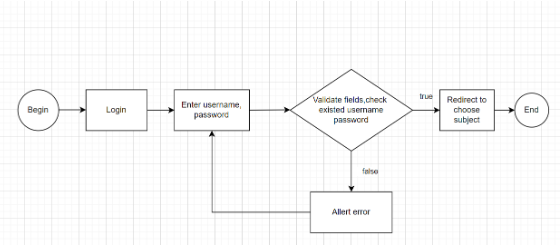 Begin
Login
Enter username,
password
Validate fields,check
existed username
password
true
Redirect to
choose
subject
End
false
Allert error